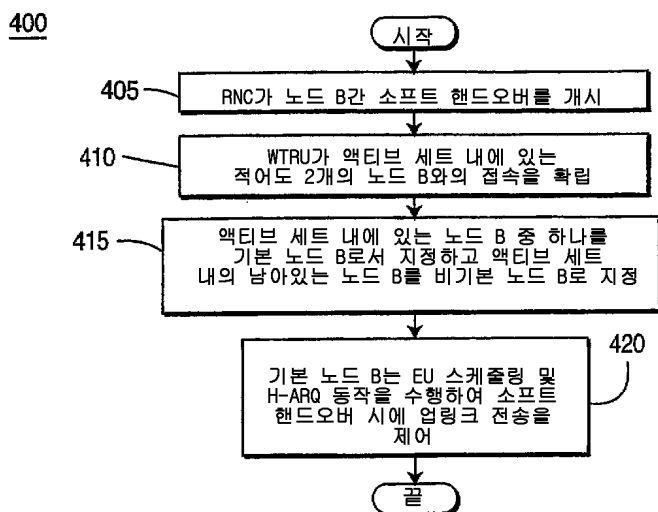 400
시작
405
RNC가 노드 B간 소프트 핸드오버를 개시
410
WTRU가 액티브 세트 내에 있는
적어도 2개의 노드 B와의 접속을 확립
415
액티브 세트 내에 있는 노드 B 중 하나를
기본 노드 B로서 지정하고 액티브 세트
내의 남아있는 노드 B를 비기본 노드 B로 지정
420
기본 노드 B는 EU 스케줄링 및
H-ARQ 동작을 수행하여 소프트
핸드오버 시에 업링크 전송을
제어
끝